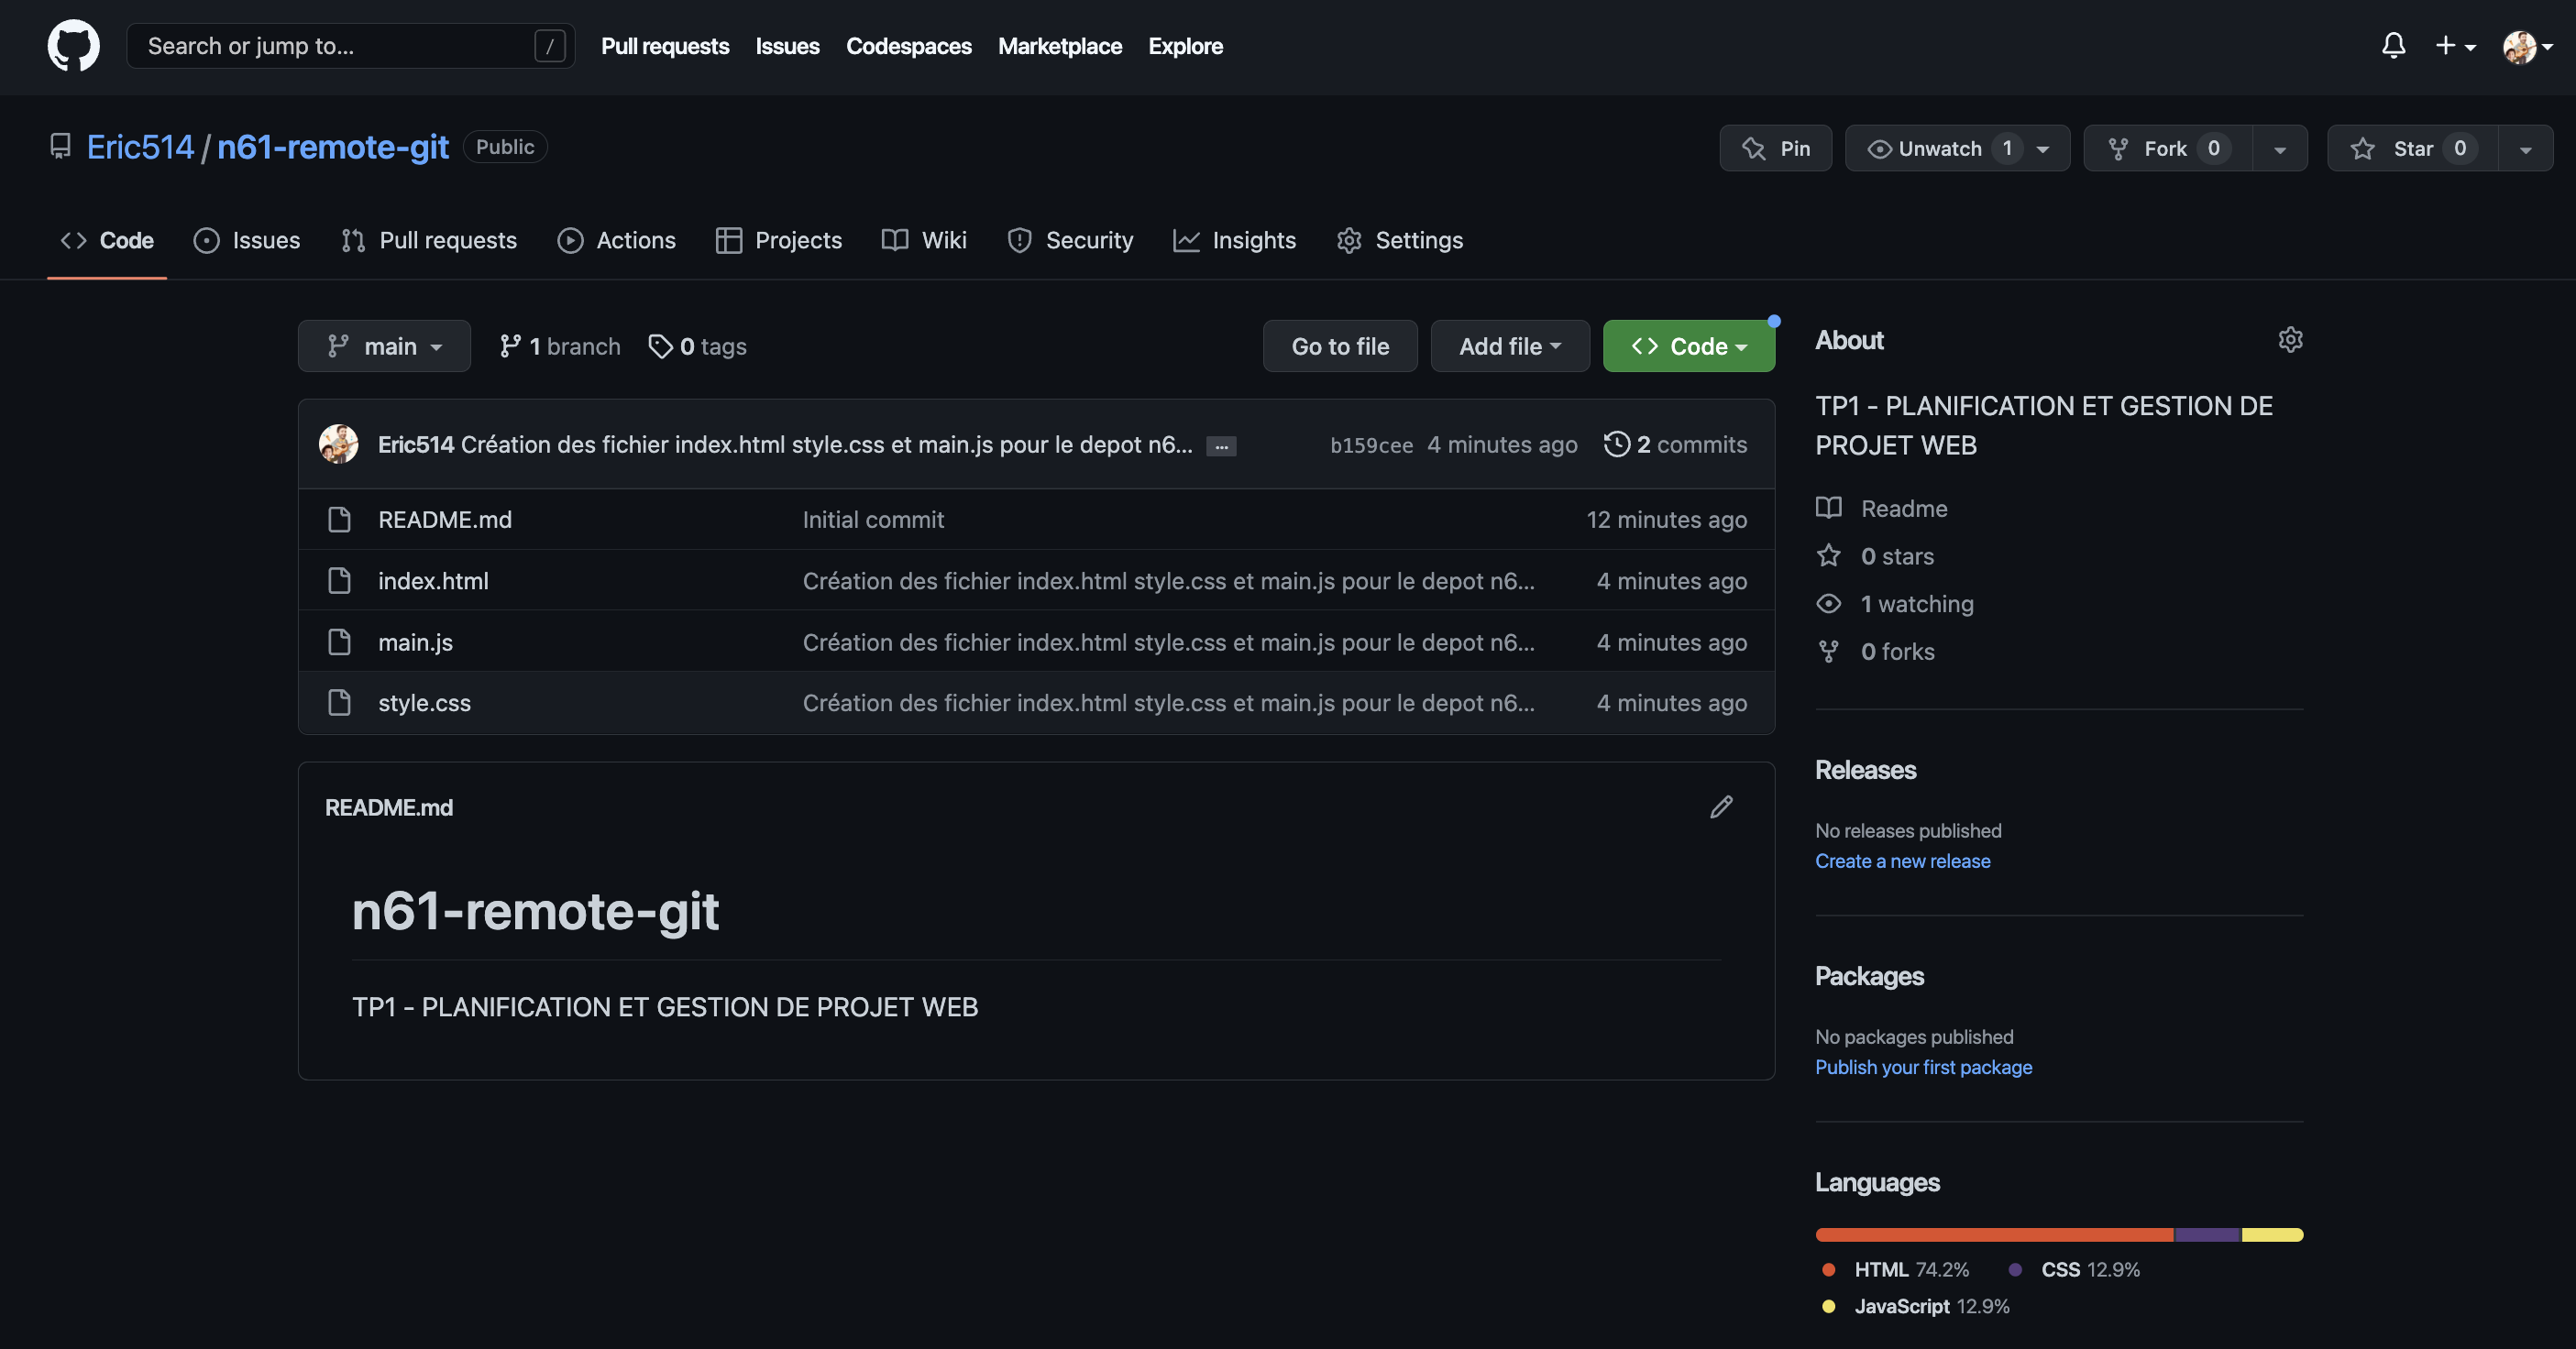 Search or jump to... / Pull requests Issues Codespaces Marketplace Explore
Eric514 / n61-remote-git Public Pin Unwatch 1 Fork 0 Star 0
Code Issues Pull requests Actions Projects Wiki Security Insights Settings
main 1 branch 0 tags Go to file Add file Code
Eric514 Création des fichier index.html style.css et main.js pour le depot n6... ... b159cee 4 minutes ago 2 commits
README.md Initial commit 12 minutes ago
index.html Création des fichier index.html style.css et main.js pour le depot n6... 4 minutes ago
main.js Création des fichier index.html style.css et main.js pour le depot n6... 4 minutes ago
style.css Création des fichier index.html style.css et main.js pour le depot n6... 4 minutes ago
README.md
n61-remote-git
TP1 - PLANIFICATION ET GESTION DE PROJET WEB
About
TP1 - PLANIFICATION ET GESTION DE
PROJET WEB
Readme
0 stars
1 watching
0 forks
Releases
No releases published
Create a new release
Packages
No packages published
Publish your first package
Languages
HTML 74.2% CSS 12.9%
JavaScript 12.9%